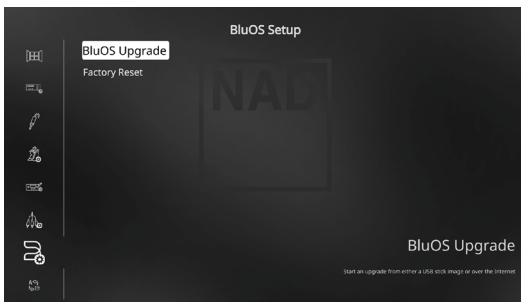 BluOS Setup
BluOS Upgrade
Factory Reset
NAD
BluOS Upgrade
Start an upgrade from either a USB stick image or over the Internet